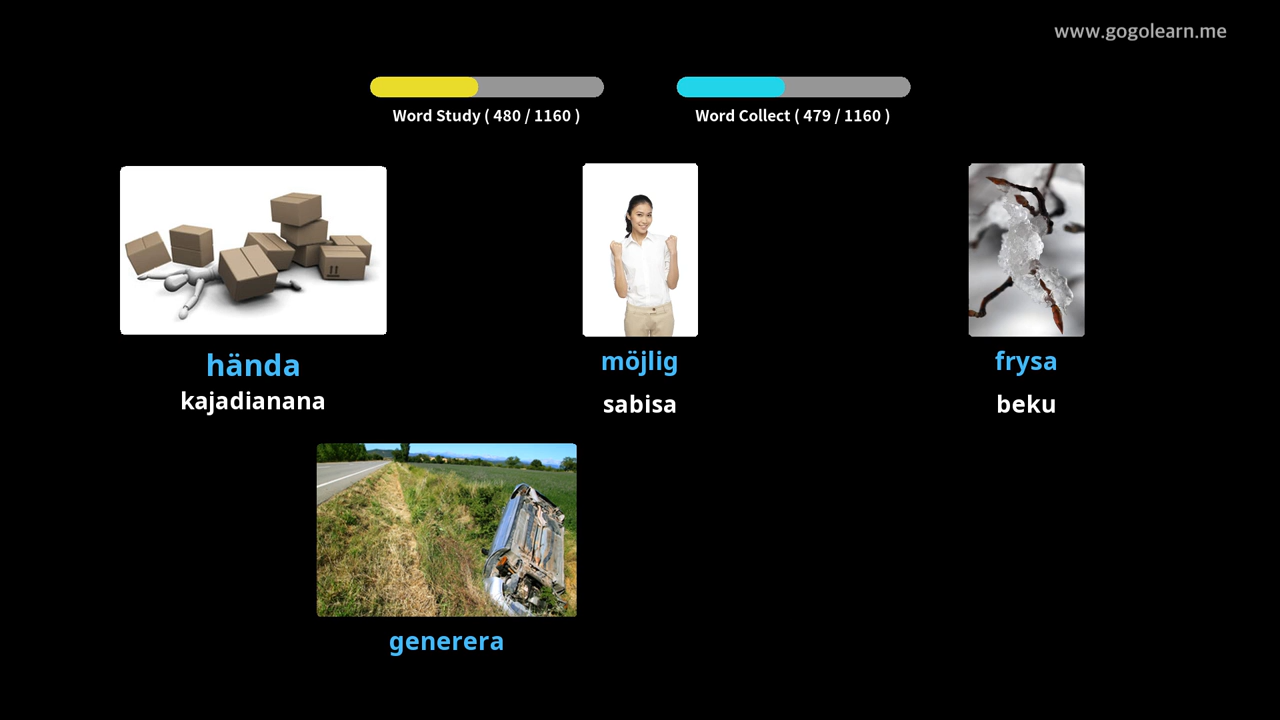 www.gogolearn.me
Word Study ( 480 / 1160 )
Word Collect ( 479 / 1160 )
hända
kajadianana
möjlig
sabisa
frysa
beku
generera